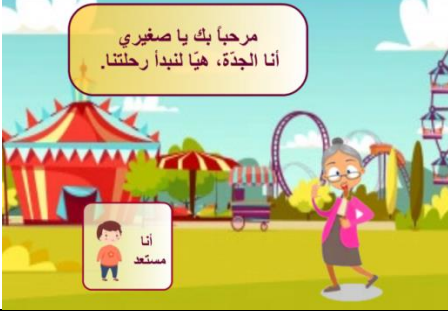 مرحباً بك يا صغيري
أنا الجدّة، هيّا لنبدأ رحلتنا.
أنا
مستعد